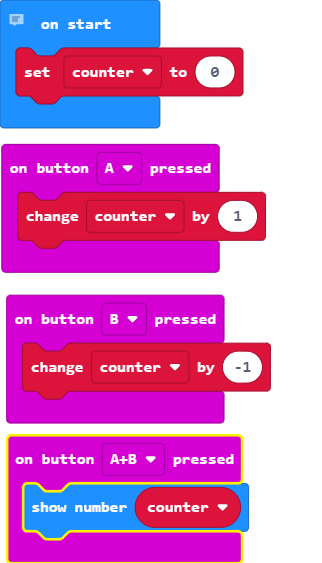 on start
set counter to 0
on button A pressed
change counter by 1
on button B pressed
change counter by -1
on button A+B pressed
show number counter